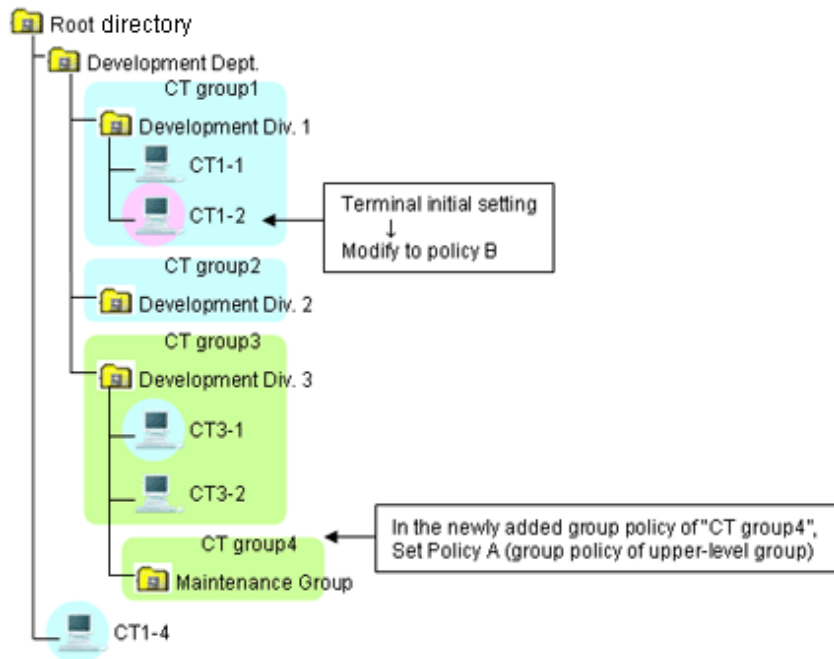 Root directory
Development Dept.
CT group1
Development Div. 1
CT1-1
CT1-2
Terminal initial setting
↓
Modify to policy B
CT group2
Development Div. 2
CT group3
Development Div. 3
CT3-1
CT3-2
In the newly added group policy of "CT group4",
Set Policy A (group policy of upper-level group)
CT group4
Maintenance Group
CT1-4